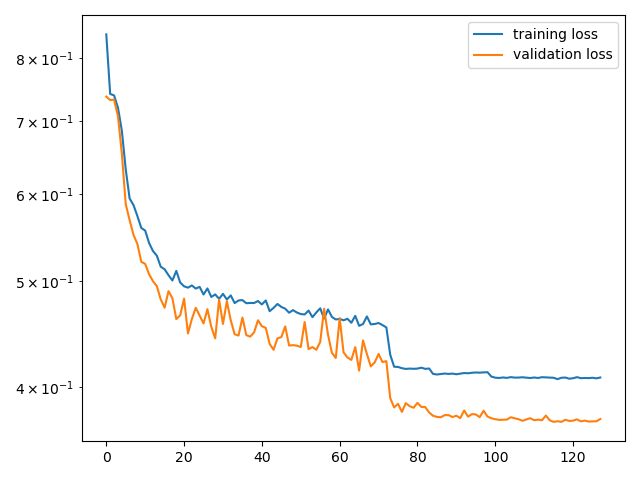 training loss
validation loss
8 × 10⁻¹
7 × 10⁻¹
6 × 10⁻¹
5 × 10⁻¹
4 × 10⁻¹
0 20 40 60 80 100 120